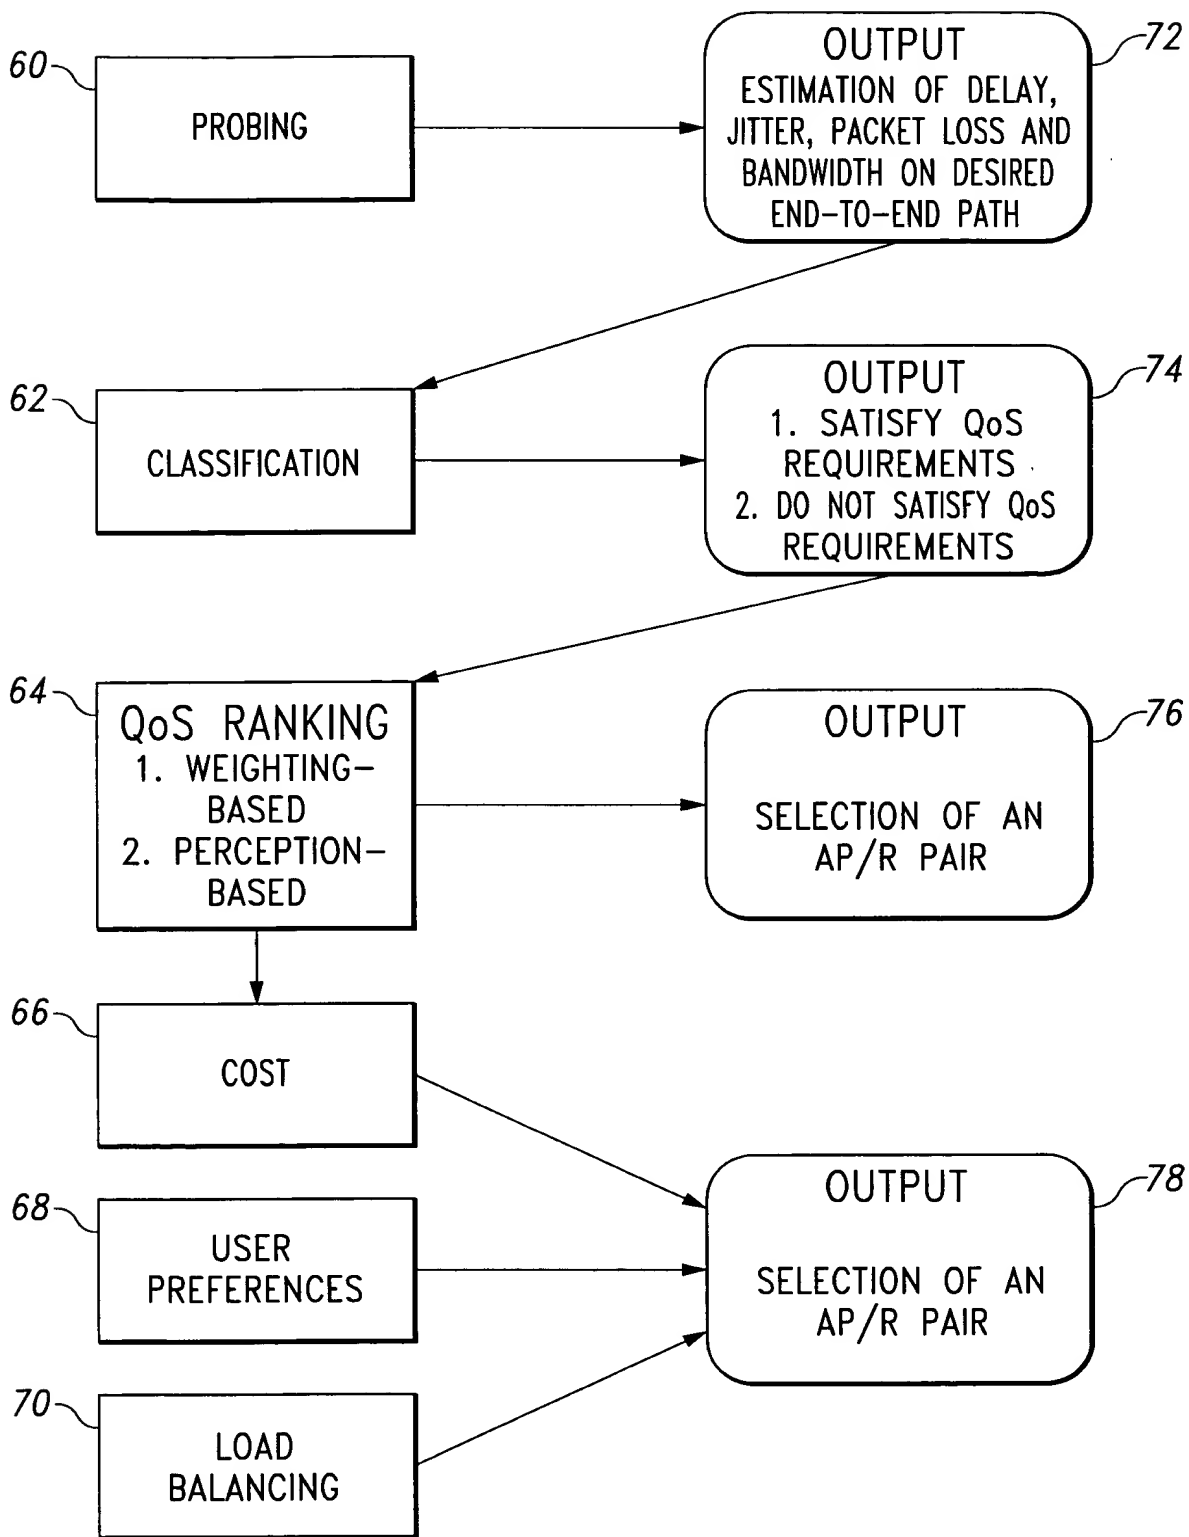 60
PROBING
OUTPUT
ESTIMATION OF DELAY,
JITTER, PACKET LOSS AND
BANDWIDTH ON DESIRED
END-TO-END PATH
72
62
CLASSIFICATION
OUTPUT
1. SATISFY QoS
REQUIREMENTS
2. DO NOT SATISFY QoS
REQUIREMENTS
74
64
QoS RANKING
1. WEIGHTING-
BASED
2. PERCEPTION-
BASED
OUTPUT
SELECTION OF AN
AP/R PAIR
76
66
COST
68
USER
PREFERENCES
OUTPUT
SELECTION OF AN
AP/R PAIR
78
70
LOAD
BALANCING